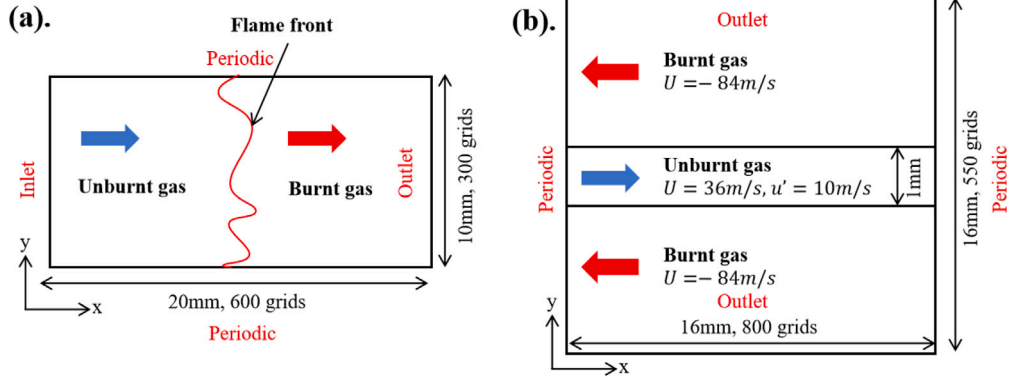 (a).
Flame front
Periodic
Inlet
Unburnt gas
Burnt gas
Outlet
10mm, 300 grids
y
x
20mm, 600 grids
Periodic
(b).
Outlet
Burnt gas
U =− 84m/s
Periodic
Unburnt gas
U = 36m/s, u' = 10m/s
1mm
16mm, 550 grids
Periodic
Burnt gas
U =− 84m/s
Outlet
y
x
16mm, 800 grids